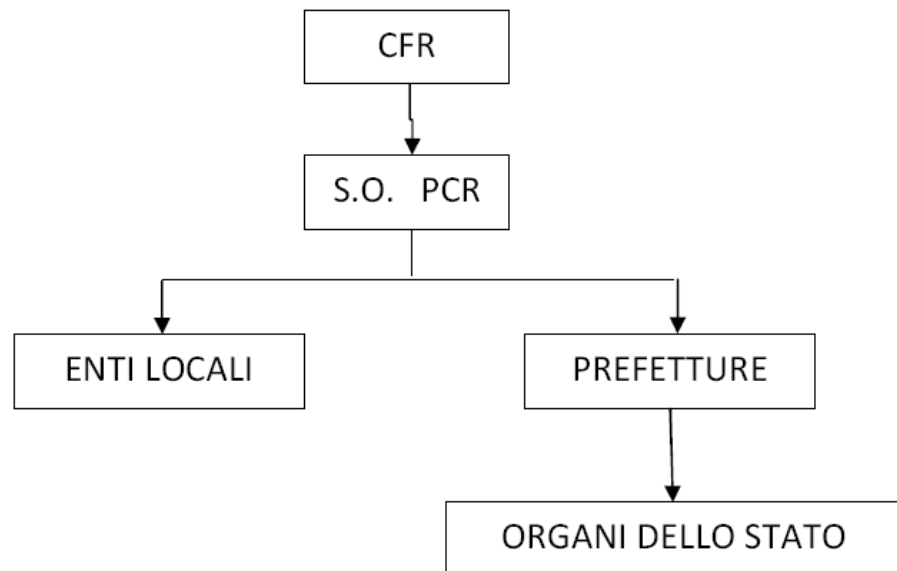 CFR
S.O. PCR
ENTI LOCALI
PREFETTURE
ORGANI DELLO STATO